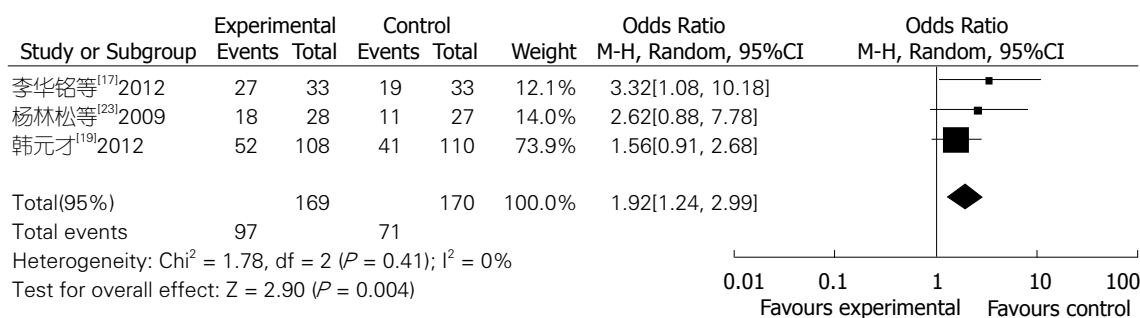 Experimental Control Odds Ratio Odds Ratio
Study or Subgroup Events Total Events Total Weight M-H, Random, 95%CI M-H, Random, 95%CI
李华铭等[17]2012 27 33 19 33 12.1% 3.32[1.08, 10.18]
杨林松等[23]2009 18 28 11 27 14.0% 2.62[0.88, 7.78]
韩元才[19]2012 52 108 41 110 73.9% 1.56[0.91, 2.68]
Total(95%) 169 170 100.0% 1.92[1.24, 2.99]
Total events 97 71
Heterogeneity: Chi² = 1.78, df = 2 (P = 0.41); I² = 0%
Test for overall effect: Z = 2.90 (P = 0.004)
0.01 0.1 1 10 100
Favours experimental Favours control